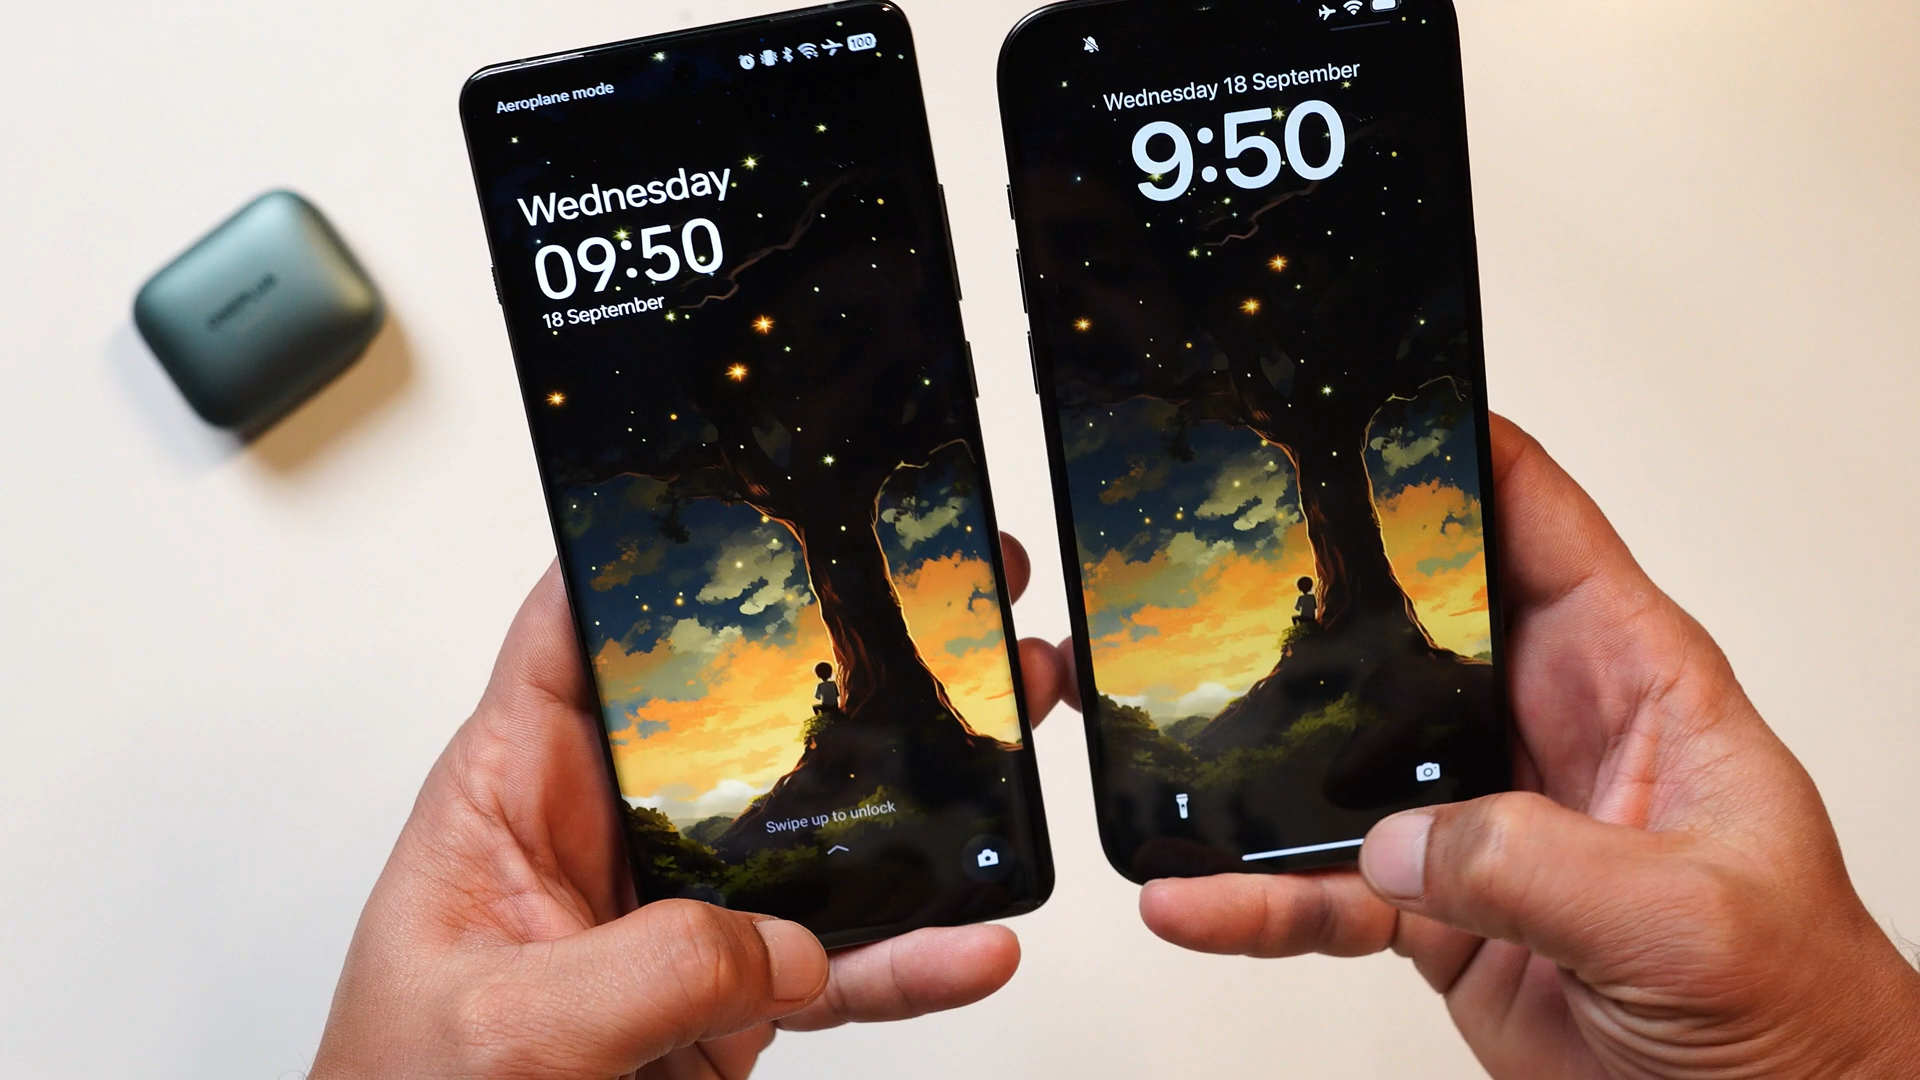 Aeroplane mode
100
Wednesday
09:50
18 September
Swipe up to unlock
Wednesday 18 September
9:50